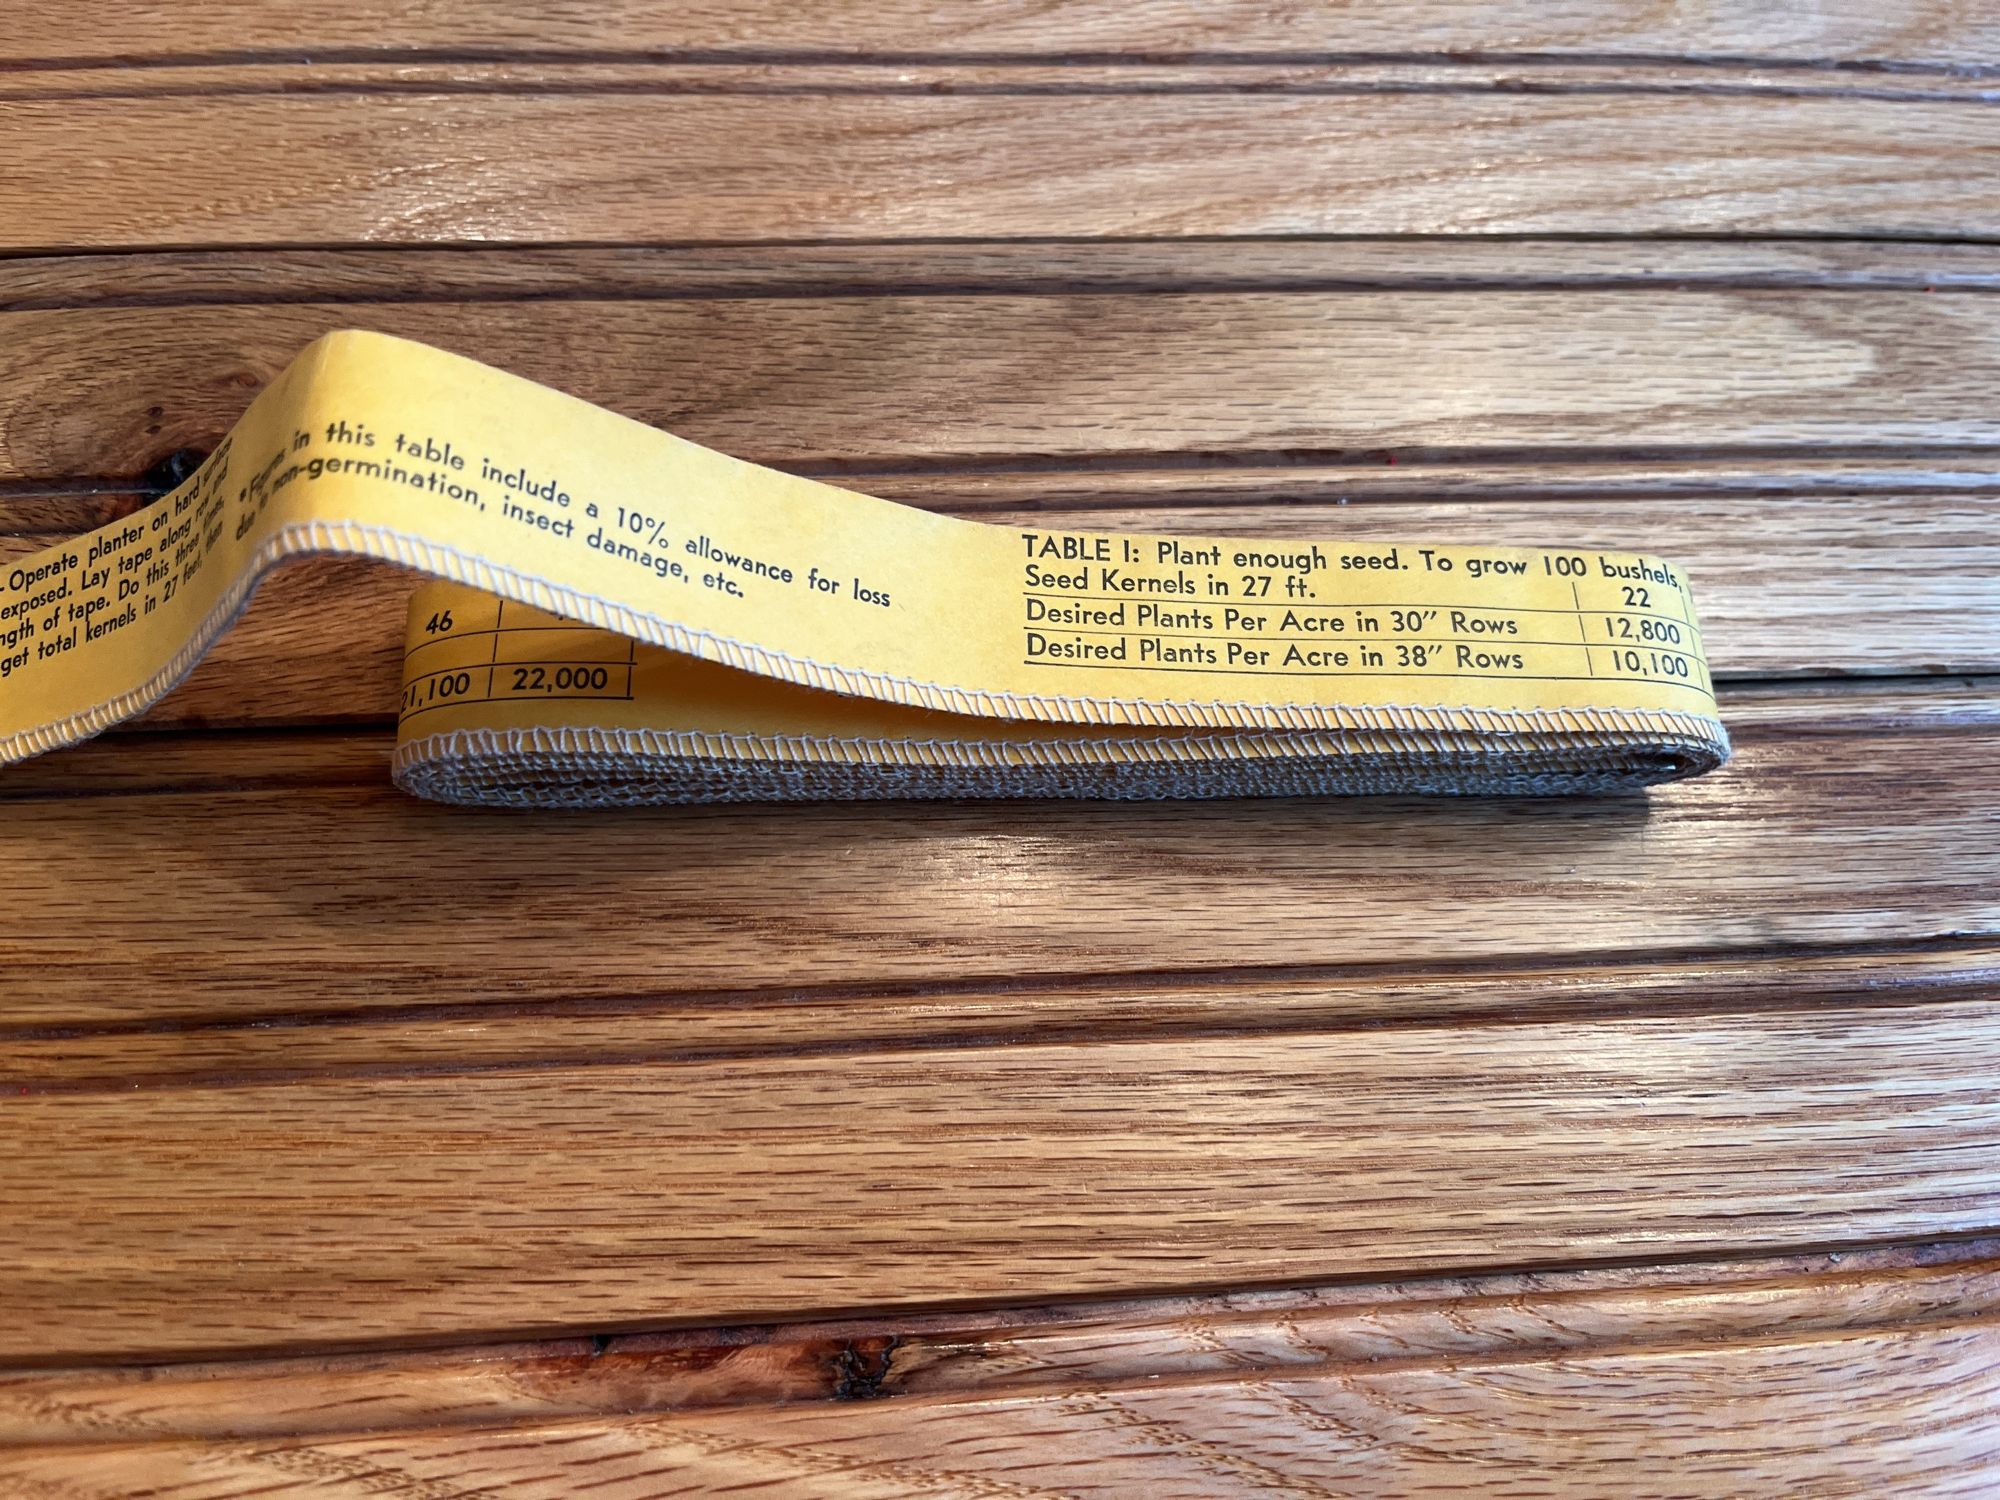 . Operate planter on hard surface
exposed. Lay tape along row and
ngth of tape. Do this three times,
get total kernels in 27 feet, then
* Figures in this table include a 10% allowance for loss
due to non-germination, insect damage, etc.
TABLE I: Plant enough seed. To grow 100 bushels,
Seed Kernels in 27 ft. 22
Desired Plants Per Acre in 30″ Rows 12,800
Desired Plants Per Acre in 38″ Rows 10,100
46
21,100 22,000